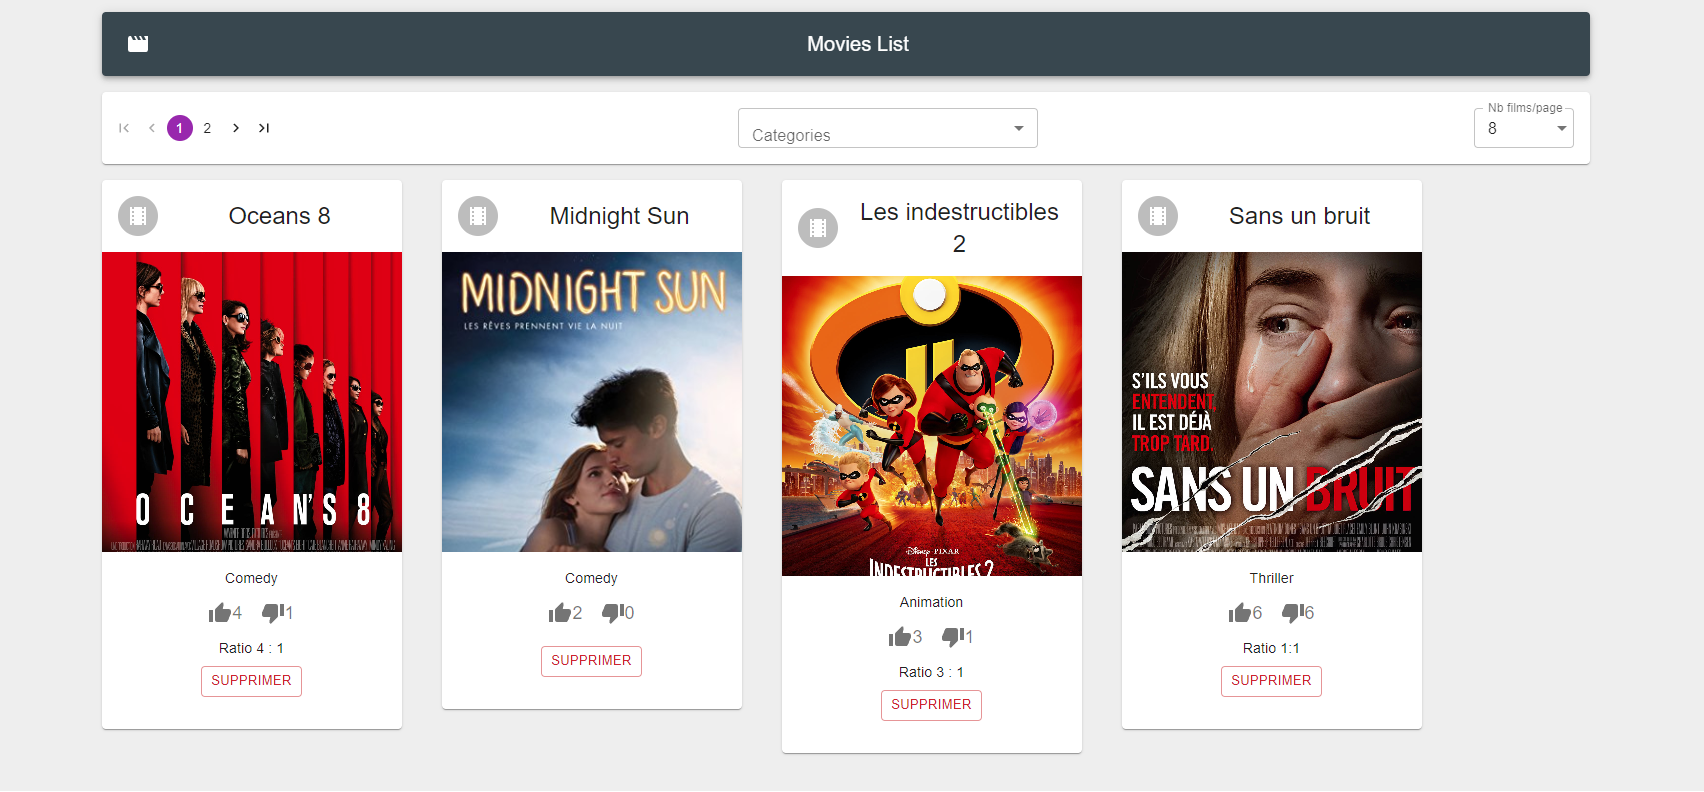 Movies List
1 2
Categories
Nb films/page
8
Oceans 8
OCEAN'S 8
Comedy
4 1
Ratio 4 : 1
SUPPRIMER
Midnight Sun
MIDNIGHT SUN
LES RÊVES PRENNENT VIE LA NUIT
Comedy
2 0
SUPPRIMER
Les indestructibles
2
DISNEY · PIXAR
LES
INDESTRUCTIBLES 2
Animation
3 1
Ratio 3 : 1
SUPPRIMER
Sans un bruit
S'ILS VOUS
ENTENDENT,
IL EST DÉJÀ
TROP TARD.
SANS UN BRUIT
Thriller
6 6
Ratio 1:1
SUPPRIMER